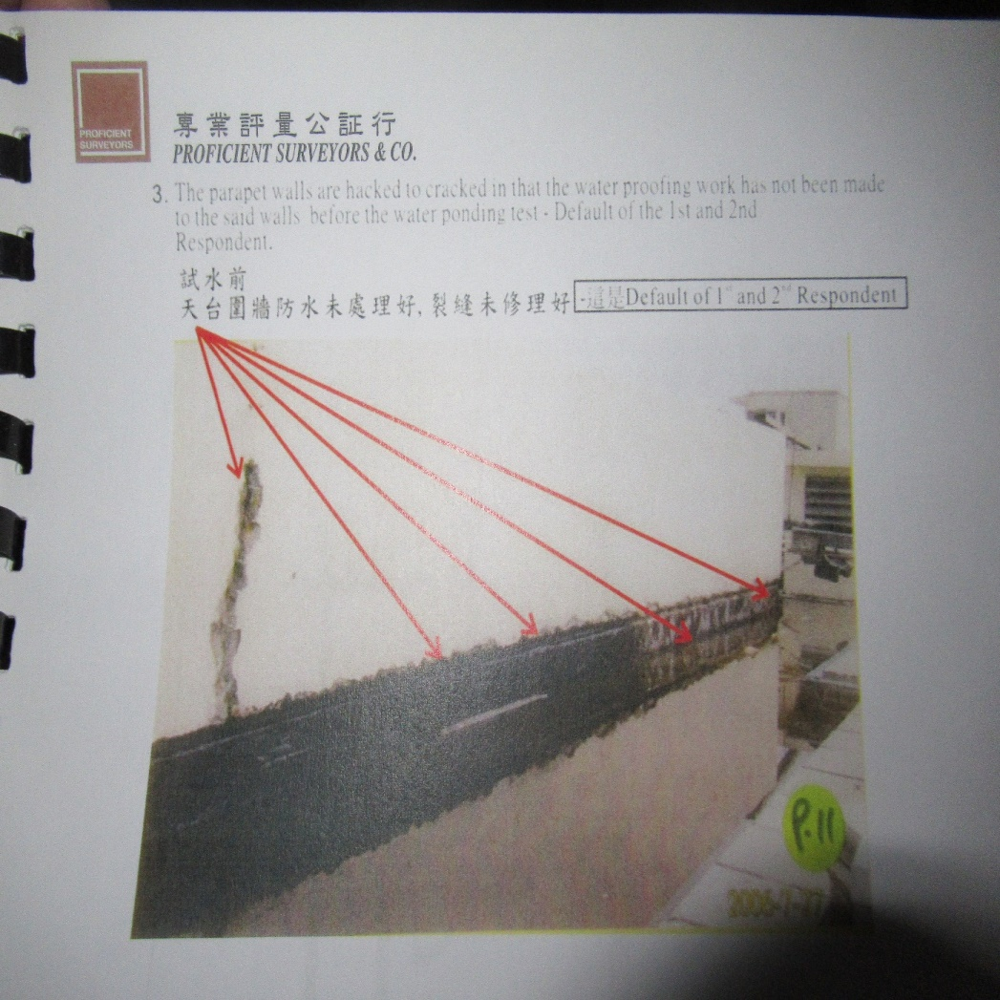 PROFICIENT
SURVEYORS
專業評量公証行
PROFICIENT SURVEYORS & CO.
3. The parapet walls are hacked to cracked in that the water proofing work has not been made
to the said walls before the water ponding test - Default of the 1st and 2nd
Respondent.
試水前
天台圍牆防水未處理好, 裂縫未修理好 -這是Default of 1st and 2nd Respondent
P.11
2006-7-27